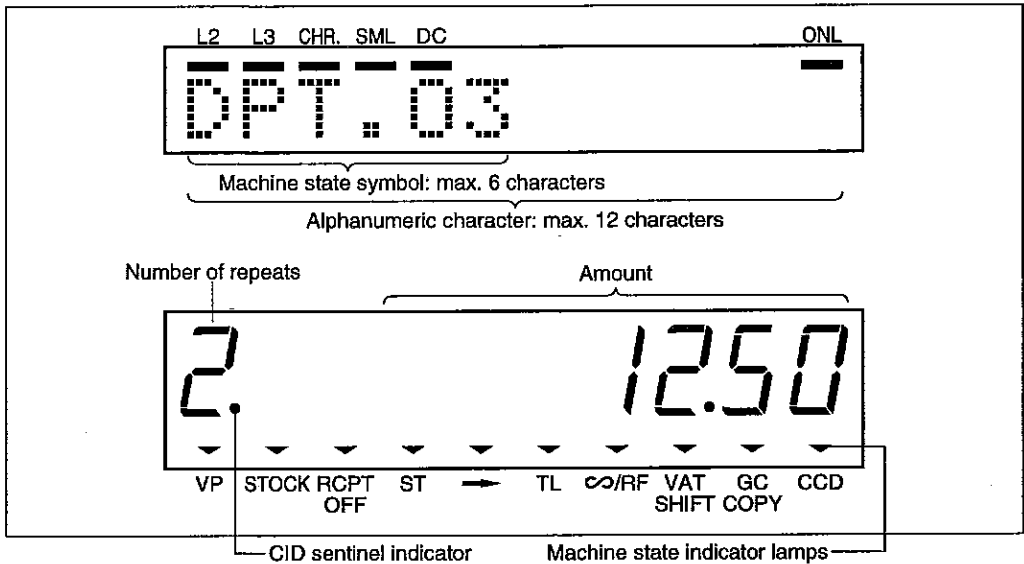 L2 L3 CHR. SML DC ONL
DPT.03
Machine state symbol: max. 6 characters
Alphanumeric character: max. 12 characters
Number of repeats Amount
2. 12.50
VP STOCK RCPT OFF ST → TL ∽/RF VAT SHIFT GC COPY CCD
CID sentinel indicator Machine state indicator lamps